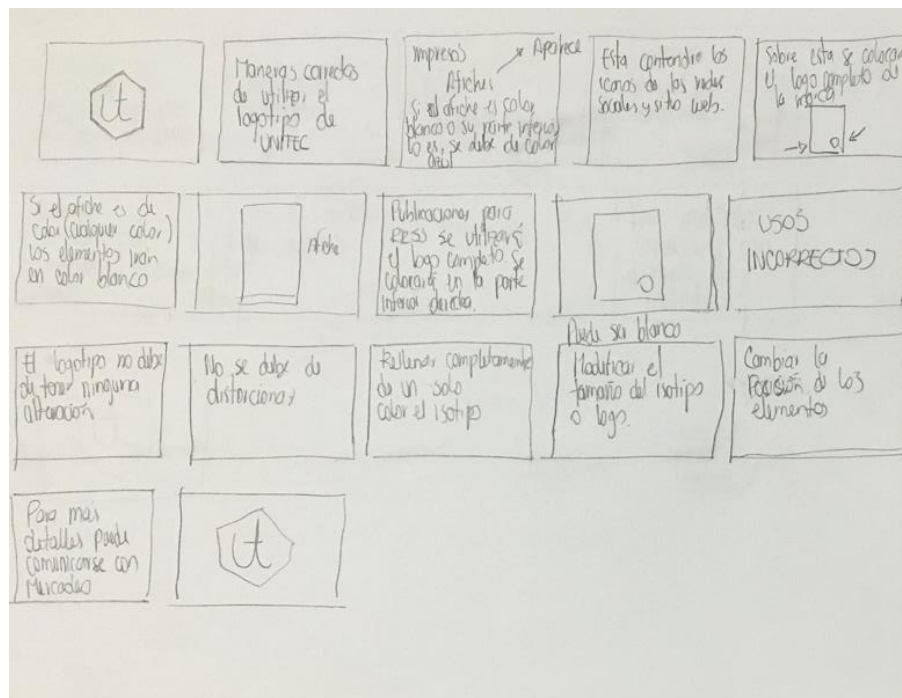 ut
Maneras correctas
de utilizar el
logotipo de
UNITEC
impresos
Aparece
Afiches
Si el afiche es color
blanco o su parte inferior
lo es, se debe de color
azul
Esta contendrá los
iconos de las redes
sociales y sitio web.
Sobre esta se colocará
el logo completo de
la marca.
Si el afiche es de
color (cualquier color)
los elementos iran
en color blanco
Afiche
Publicaciones para
RRSS se utilizará
el logo completo. Se
colocará en la parte
inferior derecha.
USOS
INCORRECTOS
El logotipo no debe
de tener ninguna
alteración
No se debe de
distorcionar
Rellenar completamente
de un solo
color el isotipo
Puede ser blanco
Modificar el
tamaño del isotipo
o logo.
Cambiar la
posición de los
elementos
Para mas
detalles puede
comunicarse con
Mercadeo
ut